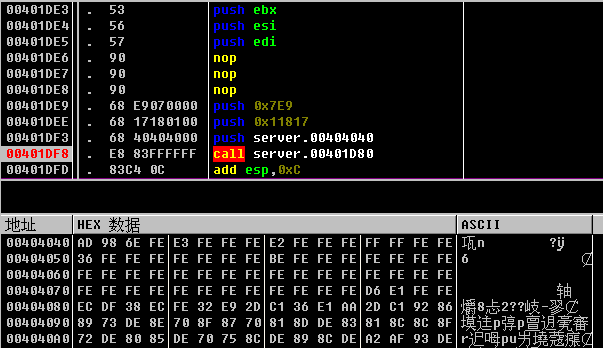 00401DE3 . 53 push ebx
00401DE4 . 56 push esi
00401DE5 . 57 push edi
00401DE6 . 90 nop
00401DE7 . 90 nop
00401DE8 . 90 nop
00401DE9 . 68 E9070000 push 0x7E9
00401DEE . 68 17180100 push 0x11817
00401DF3 . 68 40404000 push server.00404040
00401DF8 . E8 83FFFFFF call server.00401D80
00401DFD . 83C4 0C add esp,0xC
地址 HEX 数据 ASCII
00404040 AD 98 6E FE E3 FE FE FE E2 FE FE FE FF FF FE FE
00404050 36 FE FE FE FE FE FE FE BE FE FE FE FE FE FE FE 6
00404060 FE FE FE FE FE FE FE FE FE FE FE FE FE FE FE FE
00404070 FE FE FE FE FE FE FE FE FE FE FE FE D6 E1 FE FE 轴
00404080 EC DF 38 EC FE 32 E9 2D C1 36 E1 AA 2D C1 92 86
00404090 89 73 DE 8E 70 8F 87 70 81 8D DE 83 81 8C 8C 8F
004040A0 72 DE 80 85 DE 70 75 8C DE 89 8C DE A2 AF 93 DE